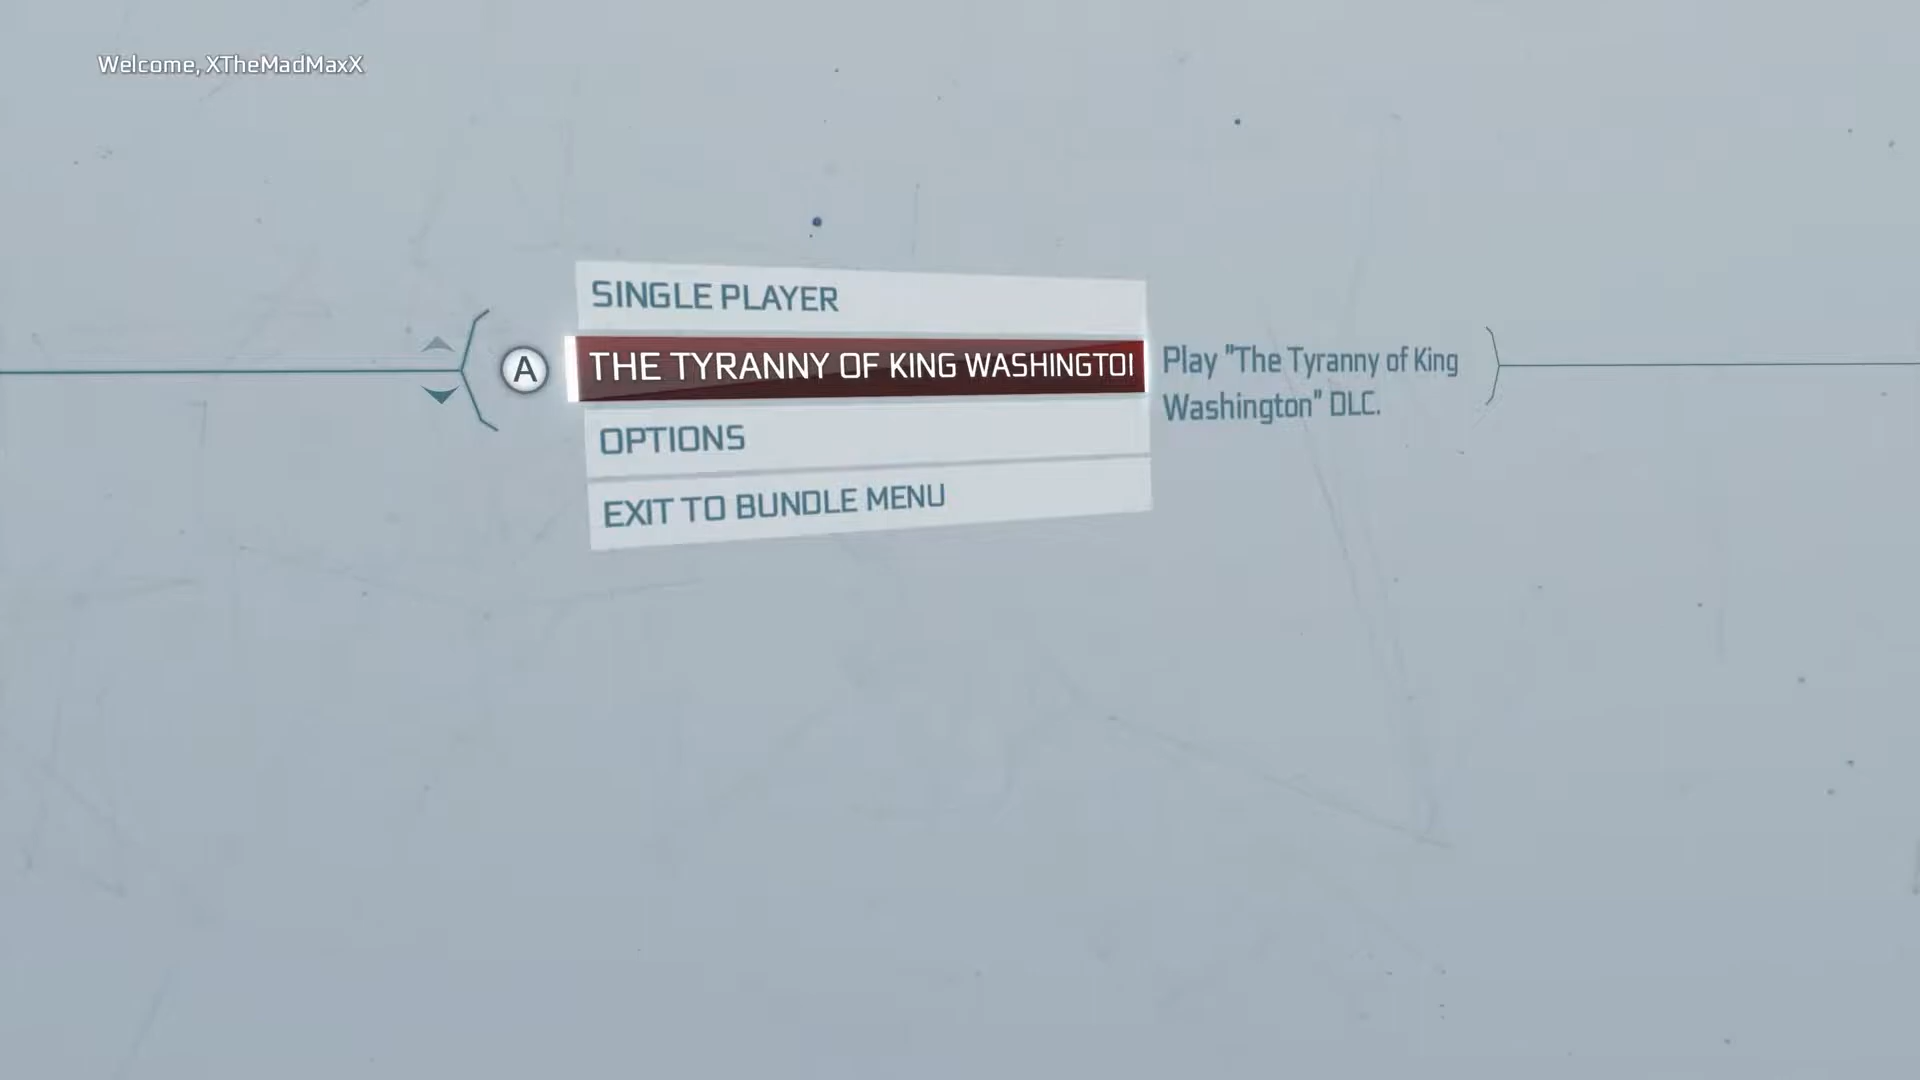 Welcome, XTheMadMaxX
SINGLE PLAYER
A THE TYRANNY OF KING WASHINGTOI
Play "The Tyranny of King
Washington" DLC.
OPTIONS
EXIT TO BUNDLE MENU